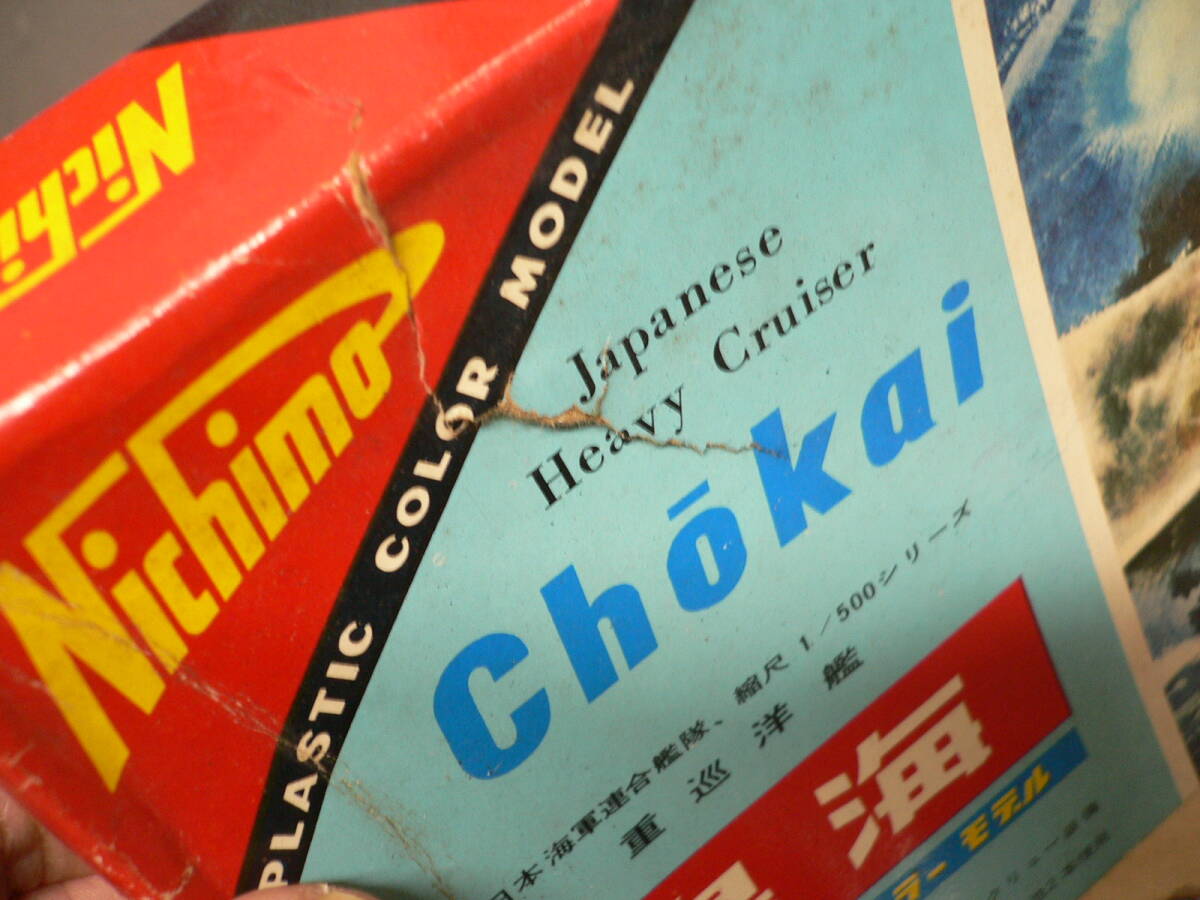 Nichi
Nichimo
PLASTIC COLOR MODEL
Japanese
Heavy Cruiser
Chōkai
日本海軍連合艦隊、縮尺1/500シリーズ
重巡洋艦
海
ラー モデル